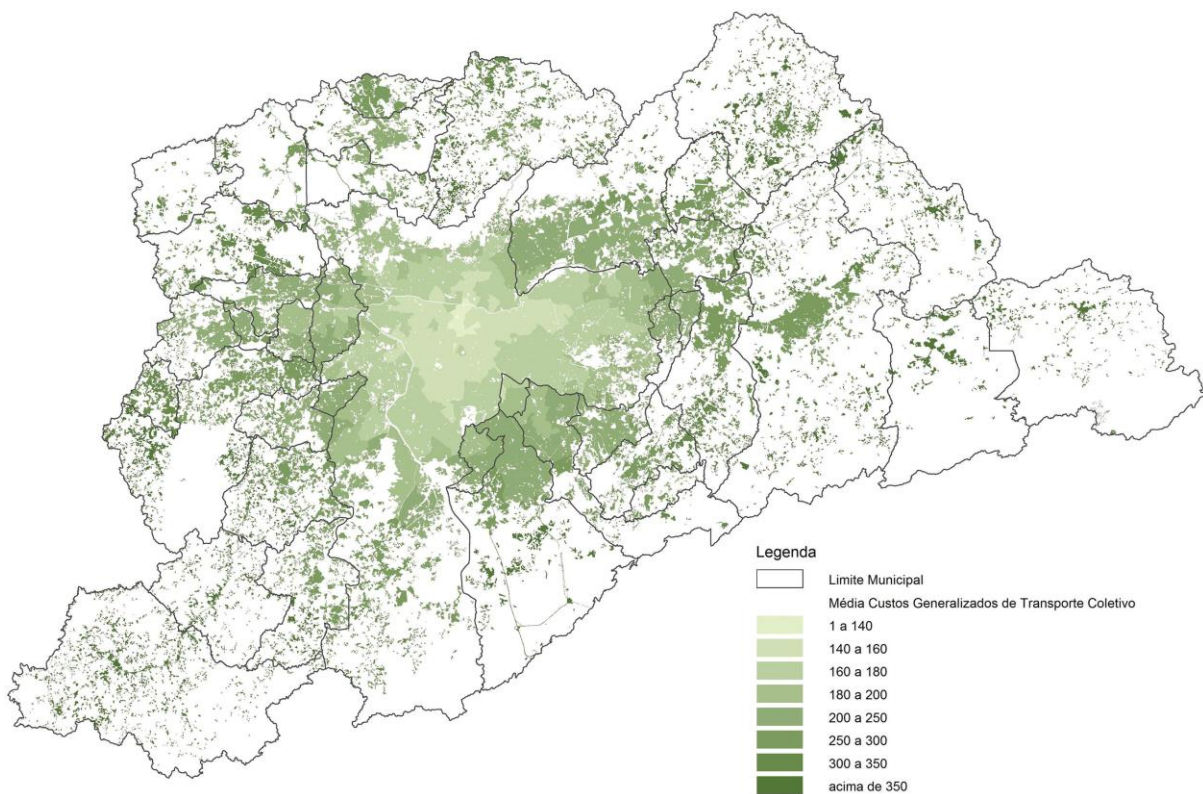 Legenda
Limite Municipal
Média Custos Generalizados de Transporte Coletivo
1 a 140
140 a 160
160 a 180
180 a 200
200 a 250
250 a 300
300 a 350
acima de 350